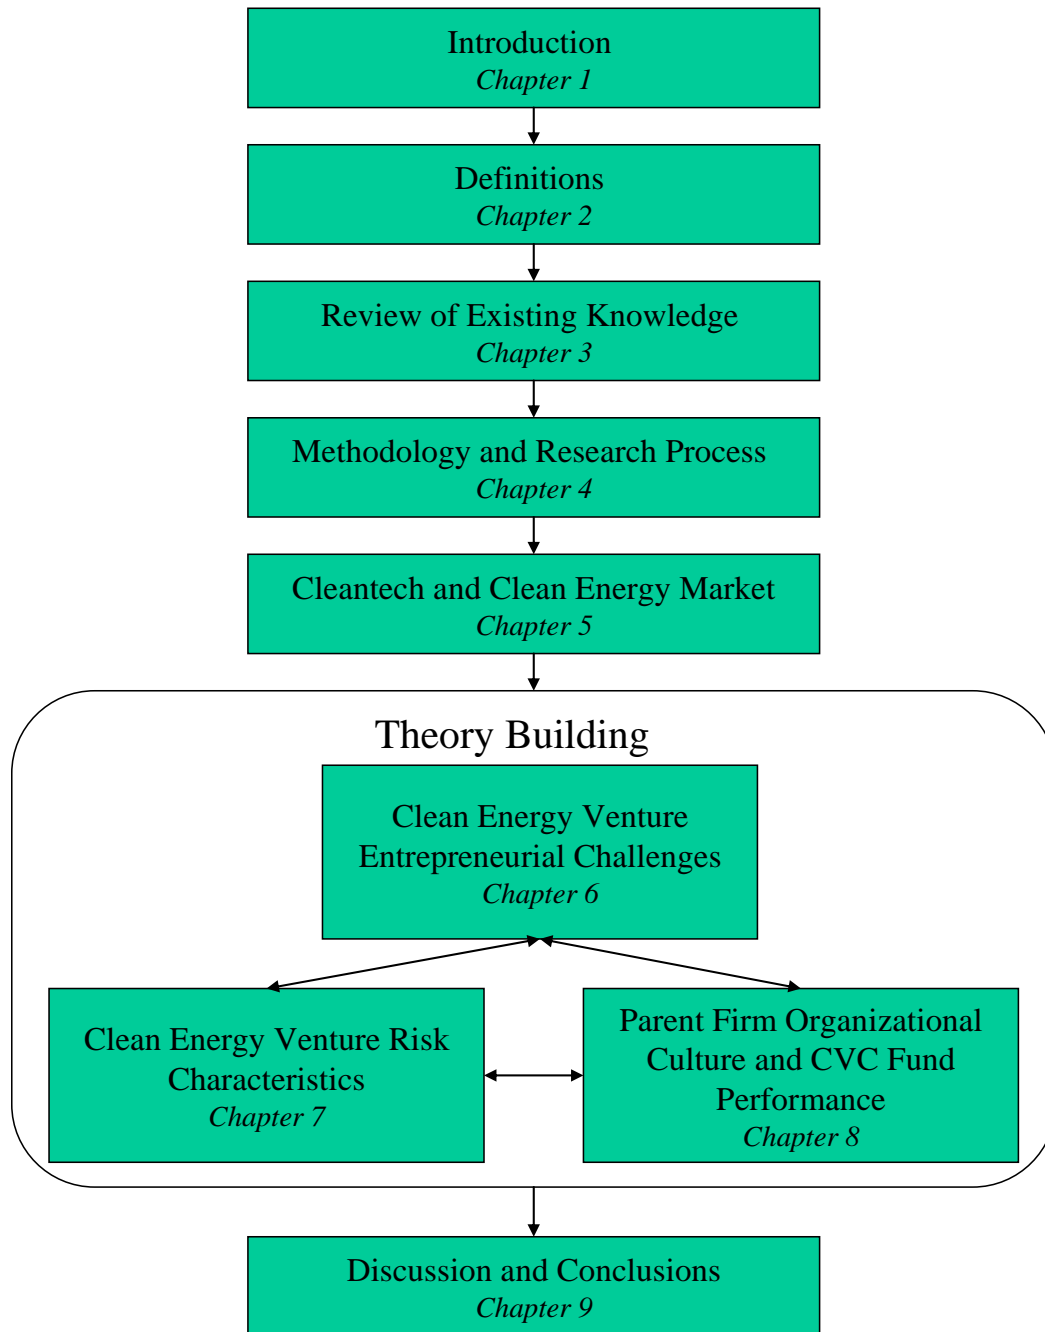 Introduction
Chapter 1
Definitions
Chapter 2
Review of Existing Knowledge
Chapter 3
Methodology and Research Process
Chapter 4
Cleantech and Clean Energy Market
Chapter 5
Theory Building
Clean Energy Venture
Entrepreneurial Challenges
Chapter 6
Clean Energy Venture Risk
Characteristics
Chapter 7
Parent Firm Organizational
Culture and CVC Fund
Performance
Chapter 8
Discussion and Conclusions
Chapter 9